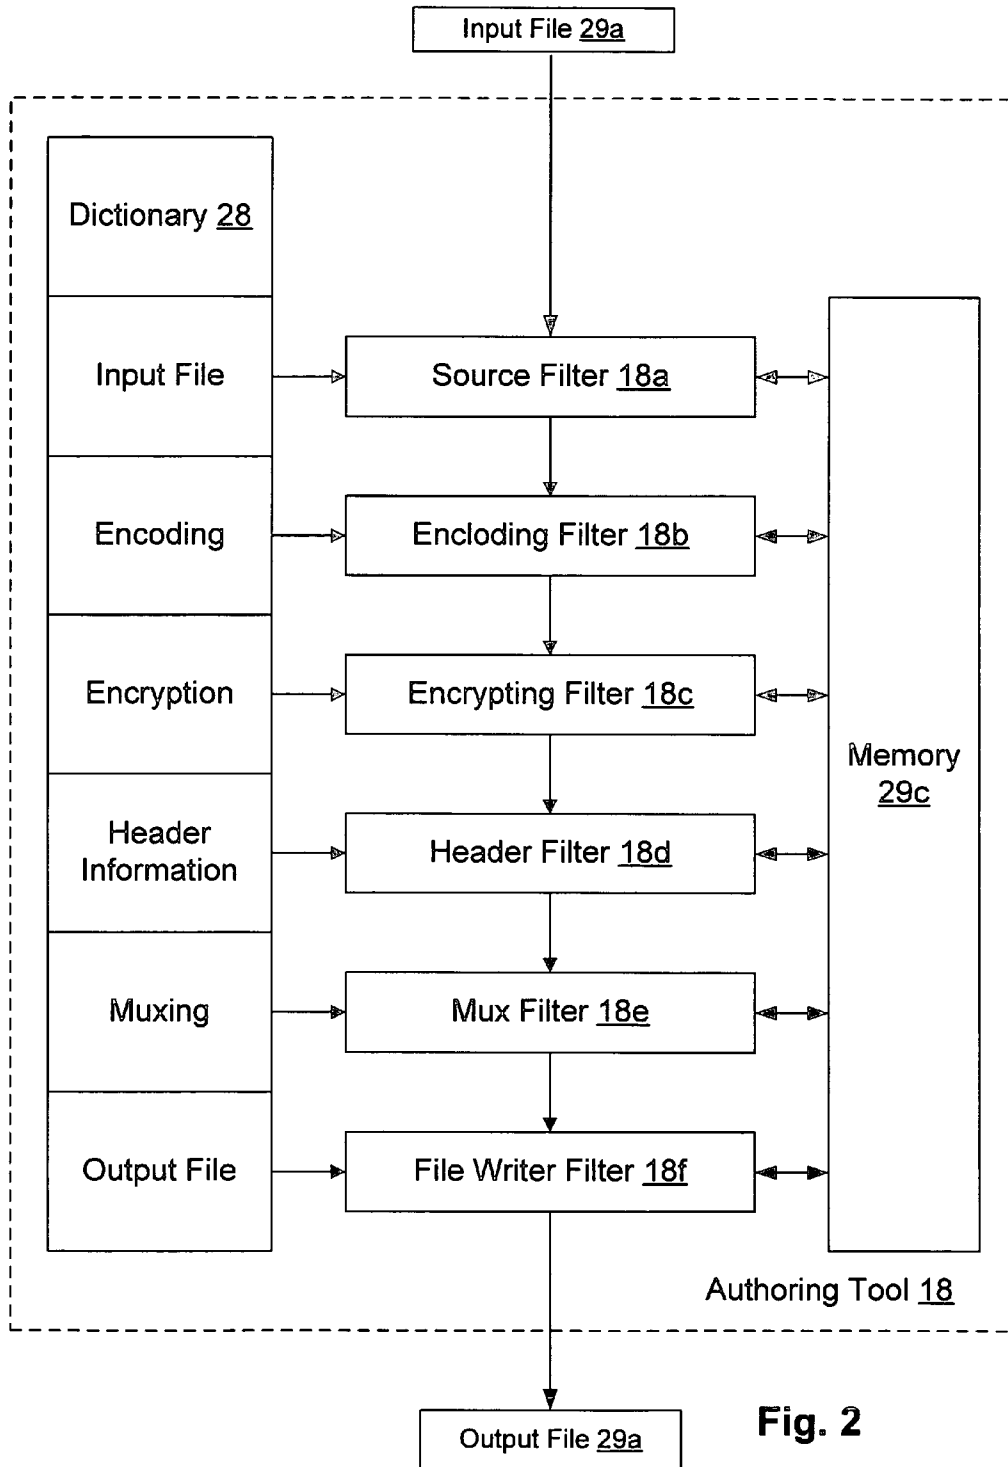 Input File 29a
Dictionary 28
Input File
Source Filter 18a
Encoding
Encloding Filter 18b
Encryption
Encrypting Filter 18c
Memory
29c
Header
Information
Header Filter 18d
Muxing
Mux Filter 18e
Output File
File Writer Filter 18f
Authoring Tool 18
Output File 29a
Fig. 2